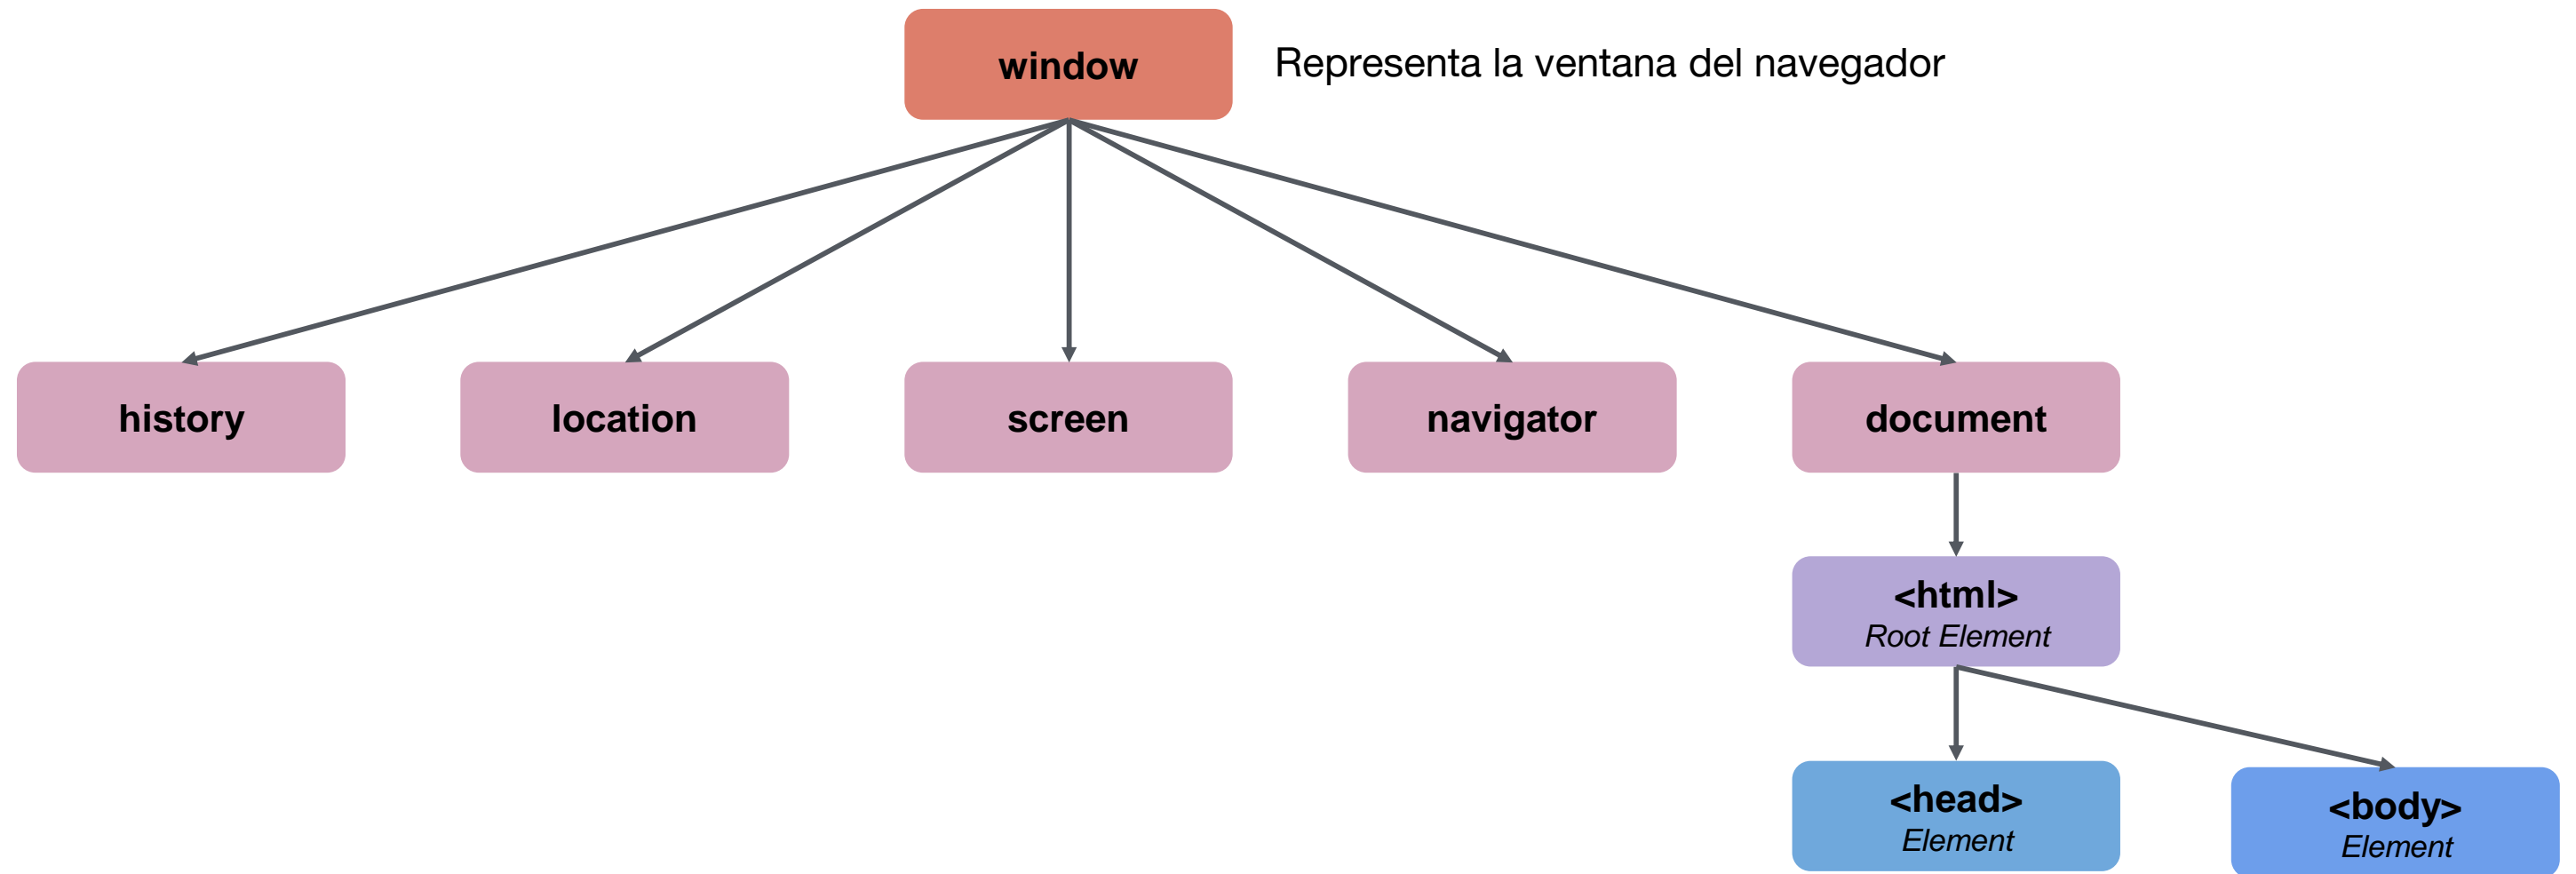 window
Representa la ventana del navegador
history
location
screen
navigator
document
<html>
Root Element
<head>
Element
<body>
Element